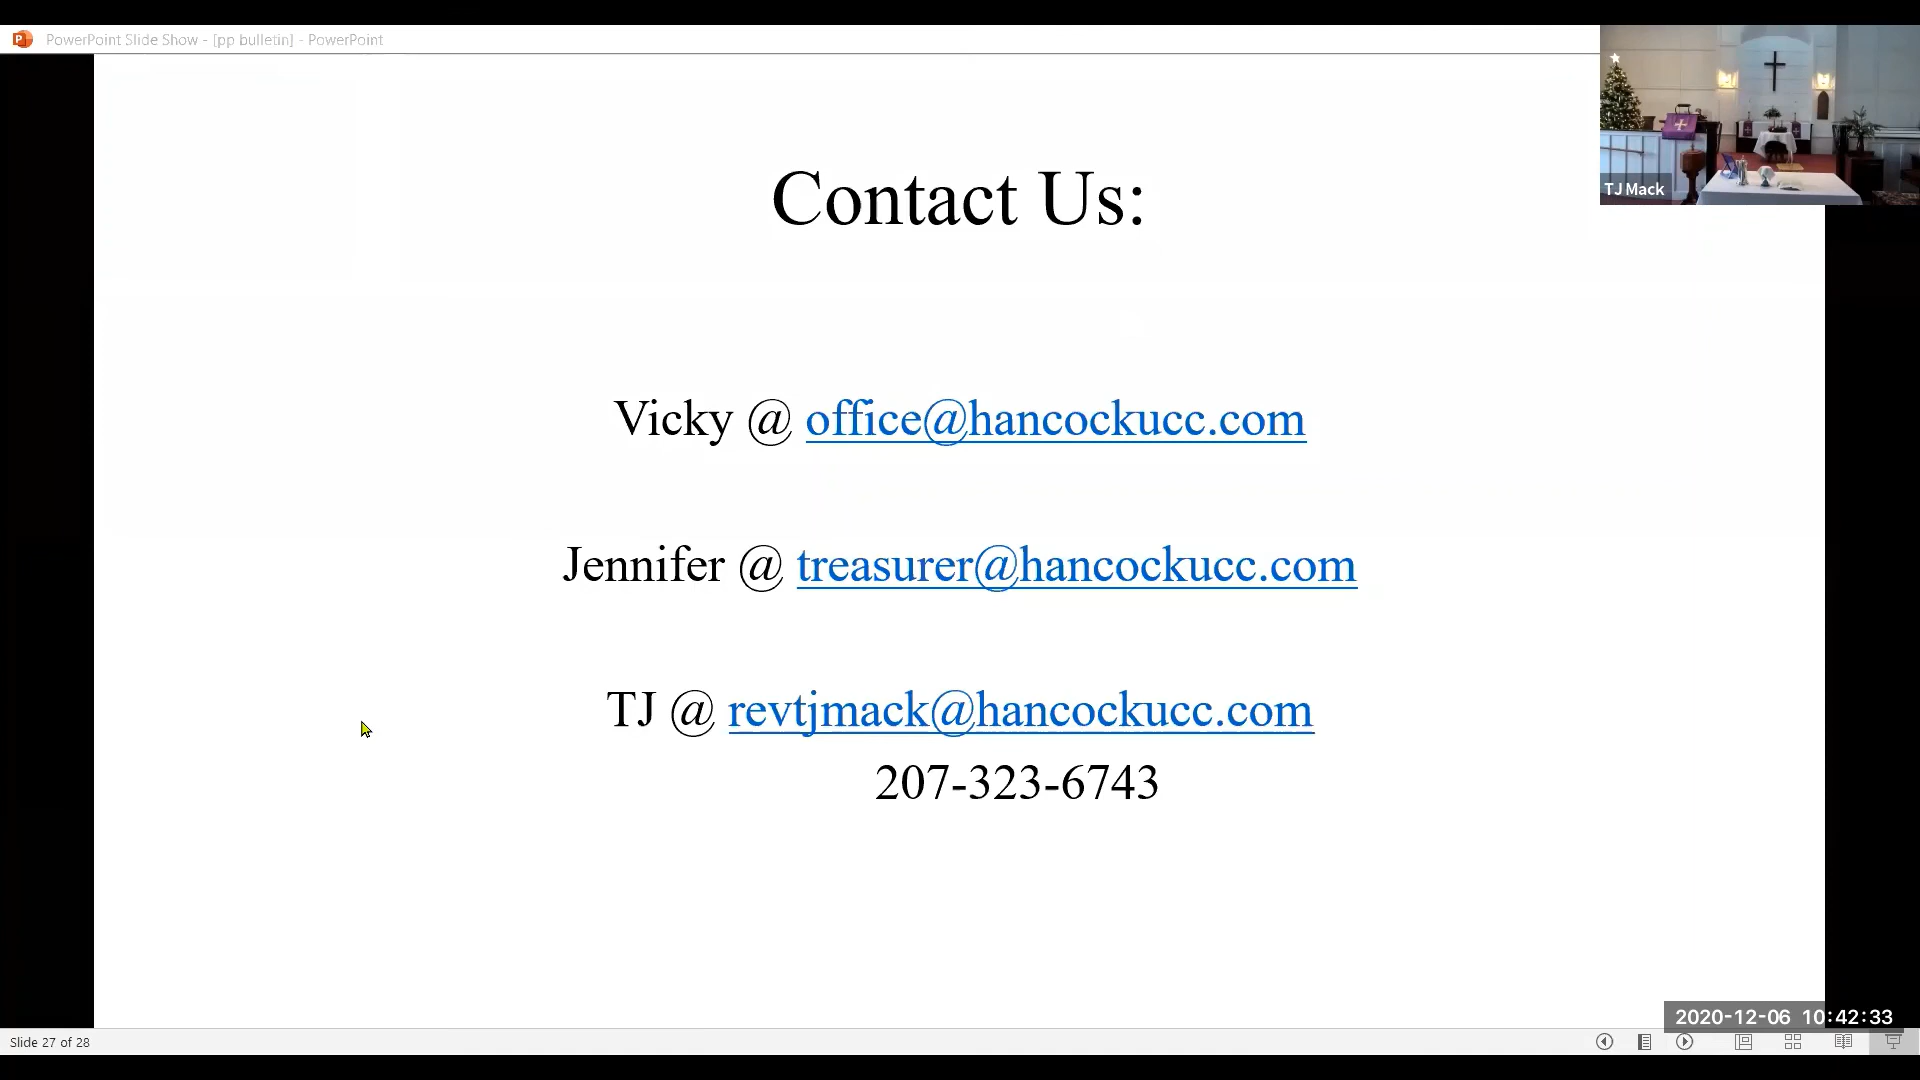 PowerPoint Slide Show - [pp bulletin] - PowerPoint
TJ Mack
Contact Us:
Vicky @ office@hancockucc.com
Jennifer @ treasurer@hancockucc.com
TJ @ revtjmack@hancockucc.com
207-323-6743
2020-12-06 10:42:33
Slide 27 of 28